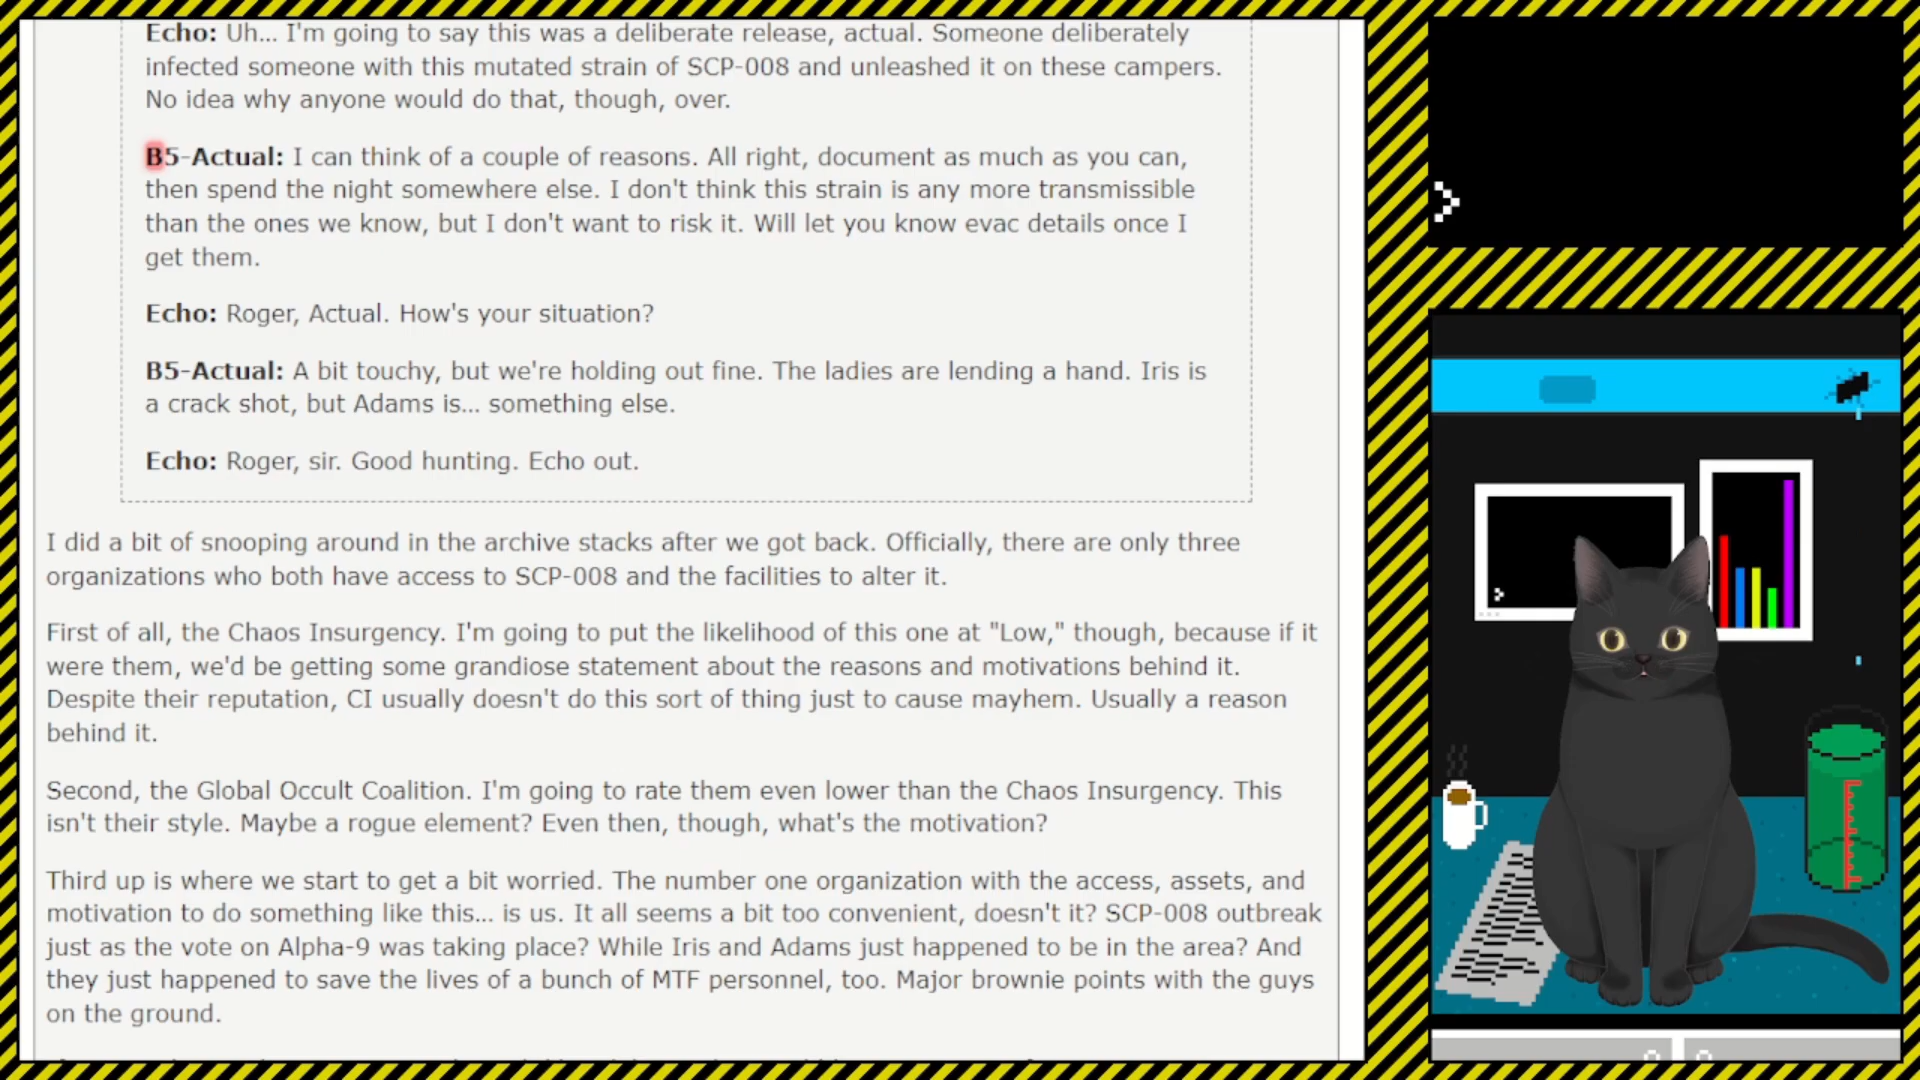 Echo: Uh... I'm going to say this was a deliberate release, actual. Someone deliberately
infected someone with this mutated strain of SCP-008 and unleashed it on these campers.
No idea why anyone would do that, though, over.
B5-Actual: I can think of a couple of reasons. All right, document as much as you can,
then spend the night somewhere else. I don't think this strain is any more transmissible
than the ones we know, but I don't want to risk it. Will let you know evac details once I
get them.
Echo: Roger, Actual. How's your situation?
B5-Actual: A bit touchy, but we're holding out fine. The ladies are lending a hand. Iris is
a crack shot, but Adams is... something else.
Echo: Roger, sir. Good hunting. Echo out.
I did a bit of snooping around in the archive stacks after we got back. Officially, there are only three
organizations who both have access to SCP-008 and the facilities to alter it.
First of all, the Chaos Insurgency. I'm going to put the likelihood of this one at "Low," though, because if it
were them, we'd be getting some grandiose statement about the reasons and motivations behind it.
Despite their reputation, CI usually doesn't do this sort of thing just to cause mayhem. Usually a reason
behind it.
Second, the Global Occult Coalition. I'm going to rate them even lower than the Chaos Insurgency. This
isn't their style. Maybe a rogue element? Even then, though, what's the motivation?
Third up is where we start to get a bit worried. The number one organization with the access, assets, and
motivation to do something like this... is us. It all seems a bit too convenient, doesn't it? SCP-008 outbreak
just as the vote on Alpha-9 was taking place? While Iris and Adams just happened to be in the area? And
they just happened to save the lives of a bunch of MTF personnel, too. Major brownie points with the guys
on the ground.